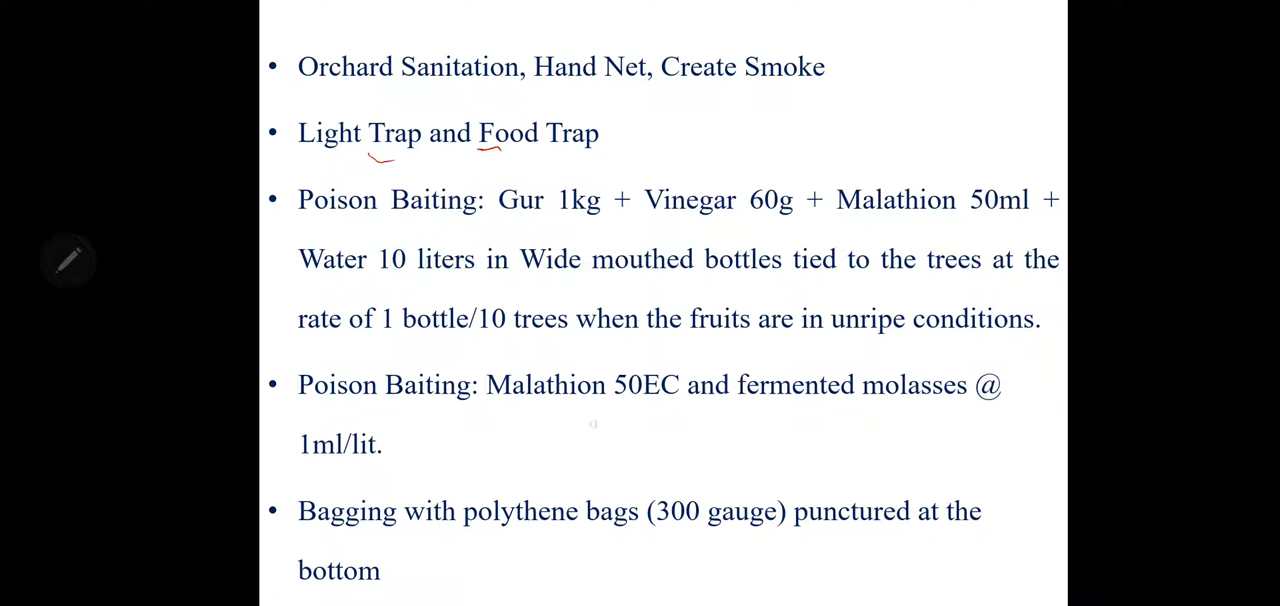 • Orchard Sanitation, Hand Net, Create Smoke
• Light Trap and Food Trap
• Poison Baiting: Gur 1kg + Vinegar 60g + Malathion 50ml +
Water 10 liters in Wide mouthed bottles tied to the trees at the
rate of 1 bottle/10 trees when the fruits are in unripe conditions.
• Poison Baiting: Malathion 50EC and fermented molasses @
1ml/lit.
• Bagging with polythene bags (300 gauge) punctured at the
bottom